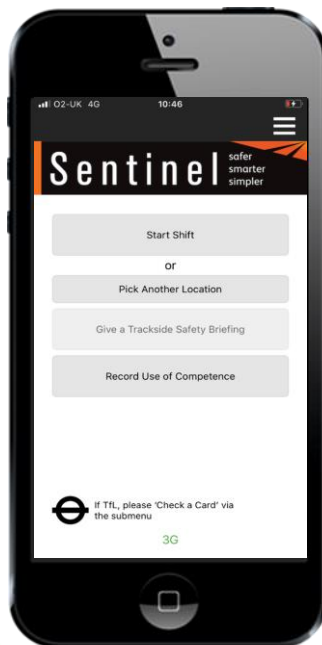 O2-UK 4G 10:46
Sentinel
safer
smarter
simpler
Start Shift
or
Pick Another Location
Give a Trackside Safety Briefing
Record Use of Competence
If TfL, please 'Check a Card' via
the submenu
3G